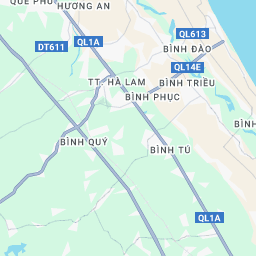 QUẾ PHÚ
HƯƠNG AN
QL613
QL1A
DT611
BÌNH ĐÀO
QL14E
TT. HÀ LAM
BÌNH TRIỀU
BÌNH PHỤC
BÌNH
BÌNH QUÝ
BÌNH TÚ
QL1A
QL1A